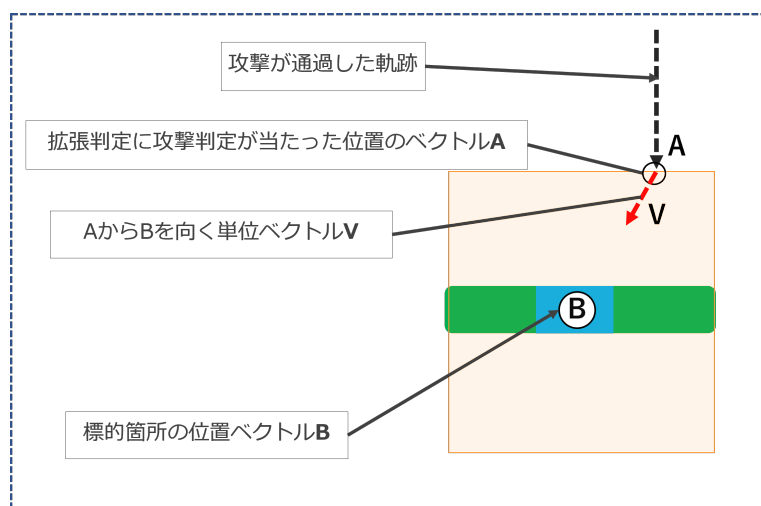 攻撃が通過した軌跡
A
拡張判定に攻撃判定が当たった位置のベクトルA
V
AからBを向く単位ベクトルV
B
標的箇所の位置ベクトルB